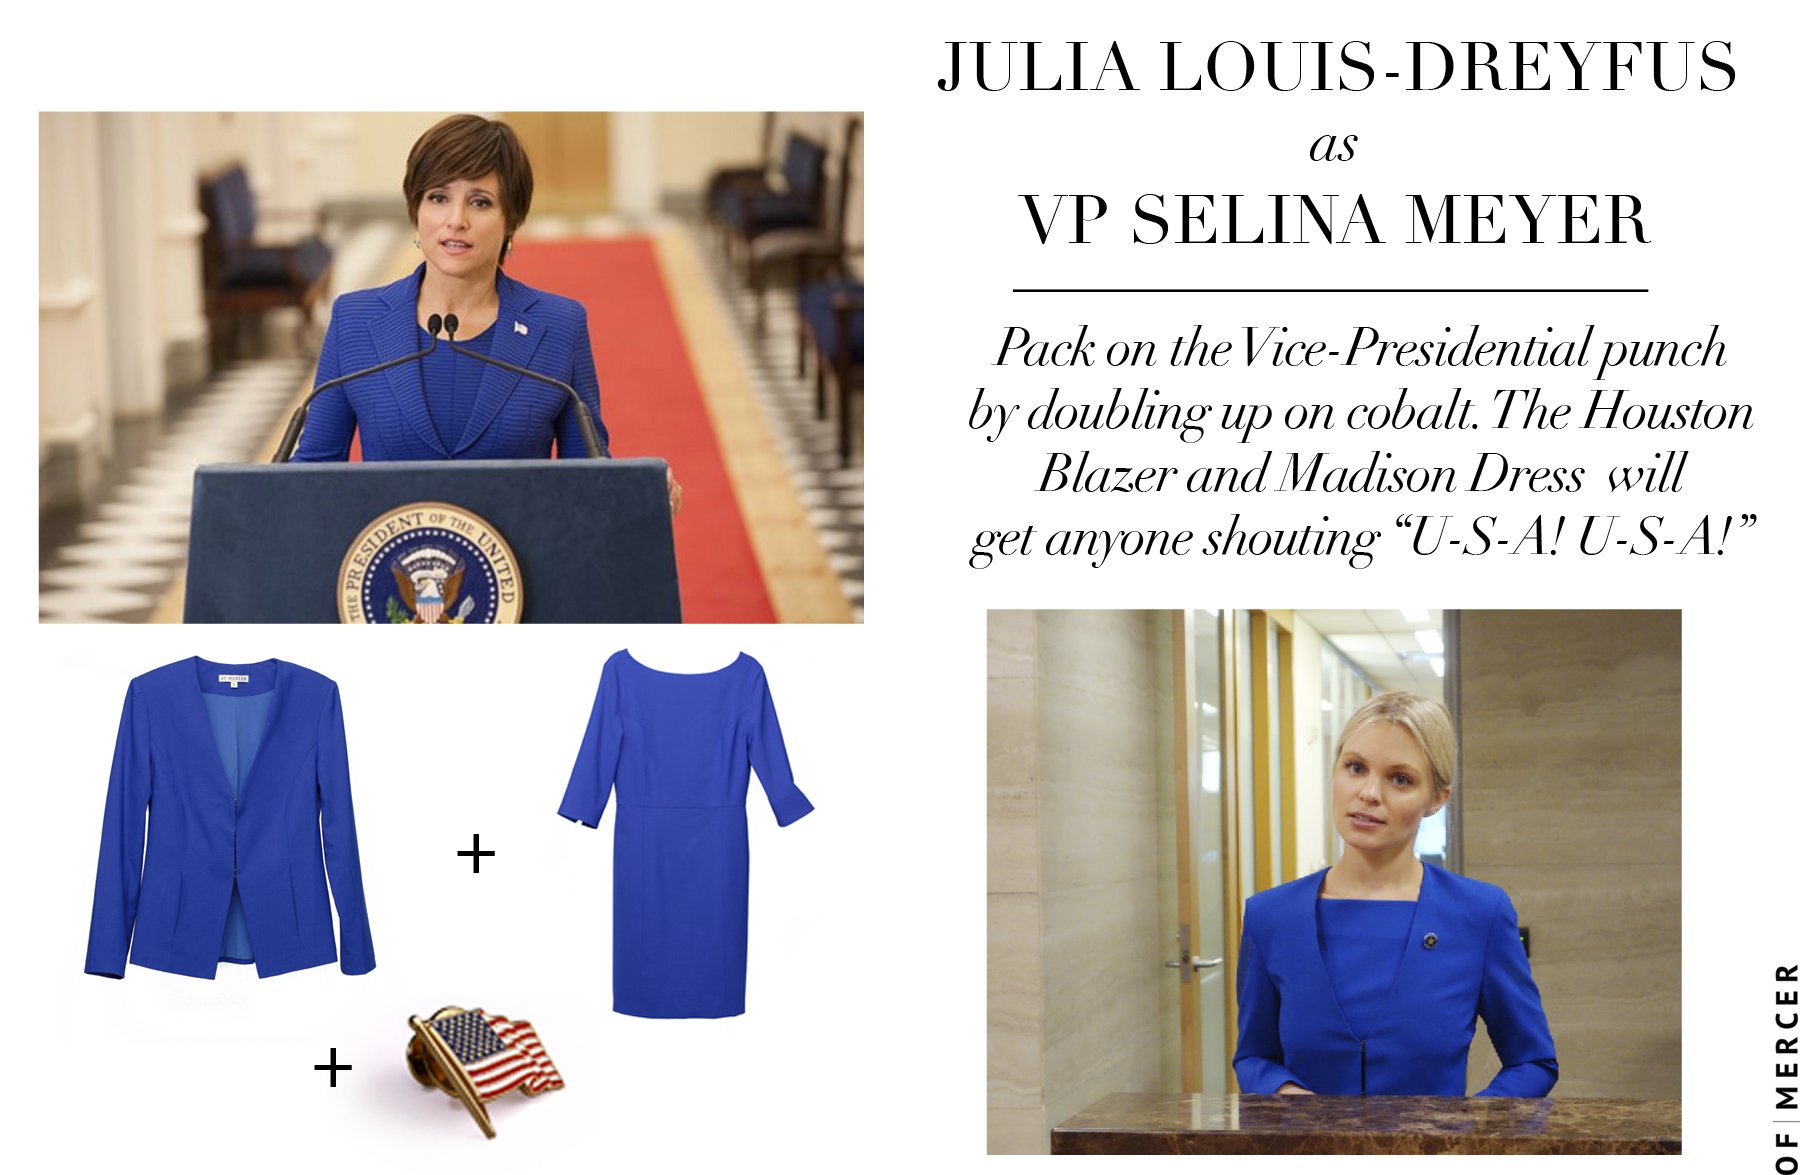 JULIA LOUIS-DREYFUS
as
VP SELINA MEYER
Pack on the Vice-Presidential punch
by doubling up on cobalt. The Houston
Blazer and Madison Dress will
get anyone shouting “U-S-A! U-S-A!”
THE PRESIDENT OF THE UNITED
OF MERCER
+
+
OF | MERCER